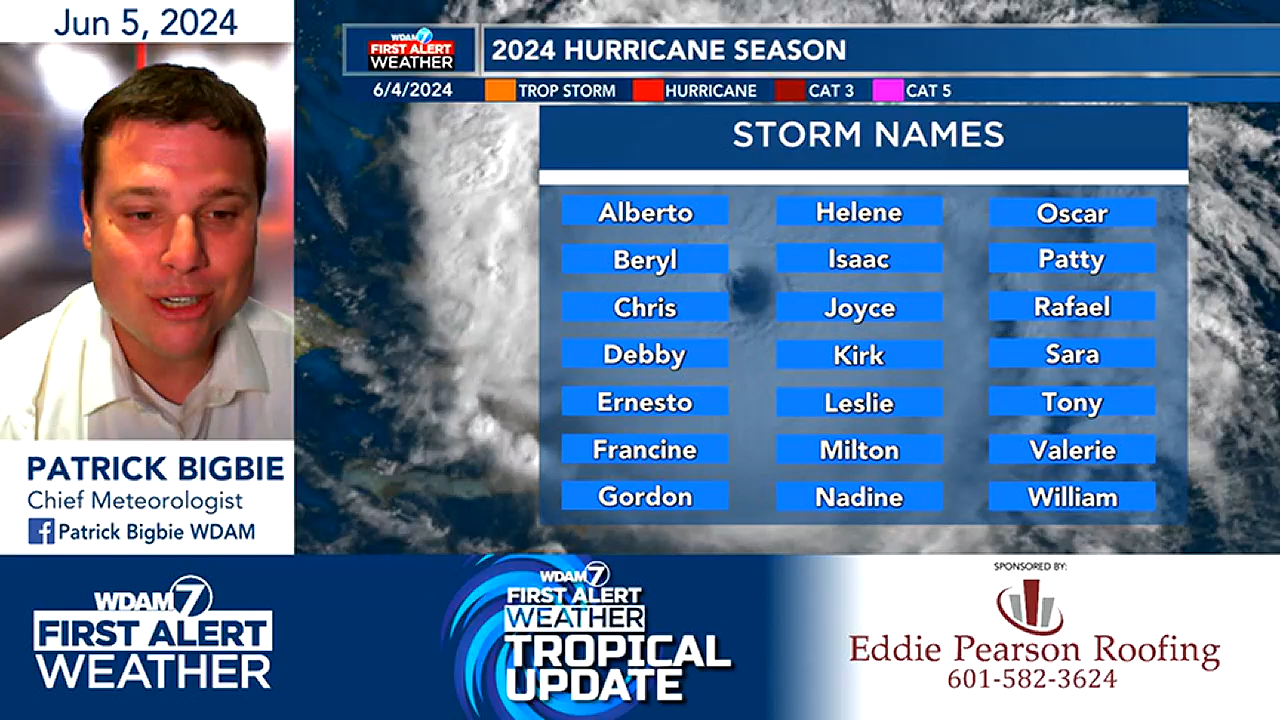 Jun 5, 2024
WDAM 7
FIRST ALERT
WEATHER
2024 HURRICANE SEASON
6/4/2024
TROP STORM
HURRICANE
CAT 3
CAT 5
STORM NAMES
Alberto
Beryl
Chris
Debby
Ernesto
Francine
Gordon
Helene
Isaac
Joyce
Kirk
Leslie
Milton
Nadine
Oscar
Patty
Rafael
Sara
Tony
Valerie
William
PATRICK BIGBIE
Chief Meteorologist
f Patrick Bigbie WDAM
WDAM 7
FIRST ALERT
WEATHER
WDAM 7
FIRST ALERT
WEATHER
TROPICAL
UPDATE
SPONSORED BY:
Eddie Pearson Roofing
601-582-3624